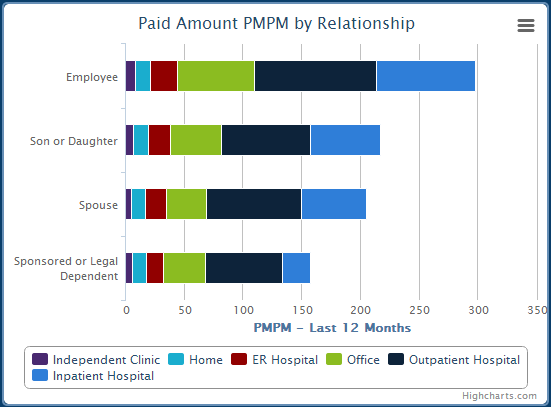 Paid Amount PMPM by Relationship
Employee
Son or Daughter
Spouse
Sponsored or Legal
Dependent
0 50 100 150 200 250 300 350
PMPM - Last 12 Months
Independent Clinic Home ER Hospital Office Outpatient Hospital
Inpatient Hospital
Highcharts.com